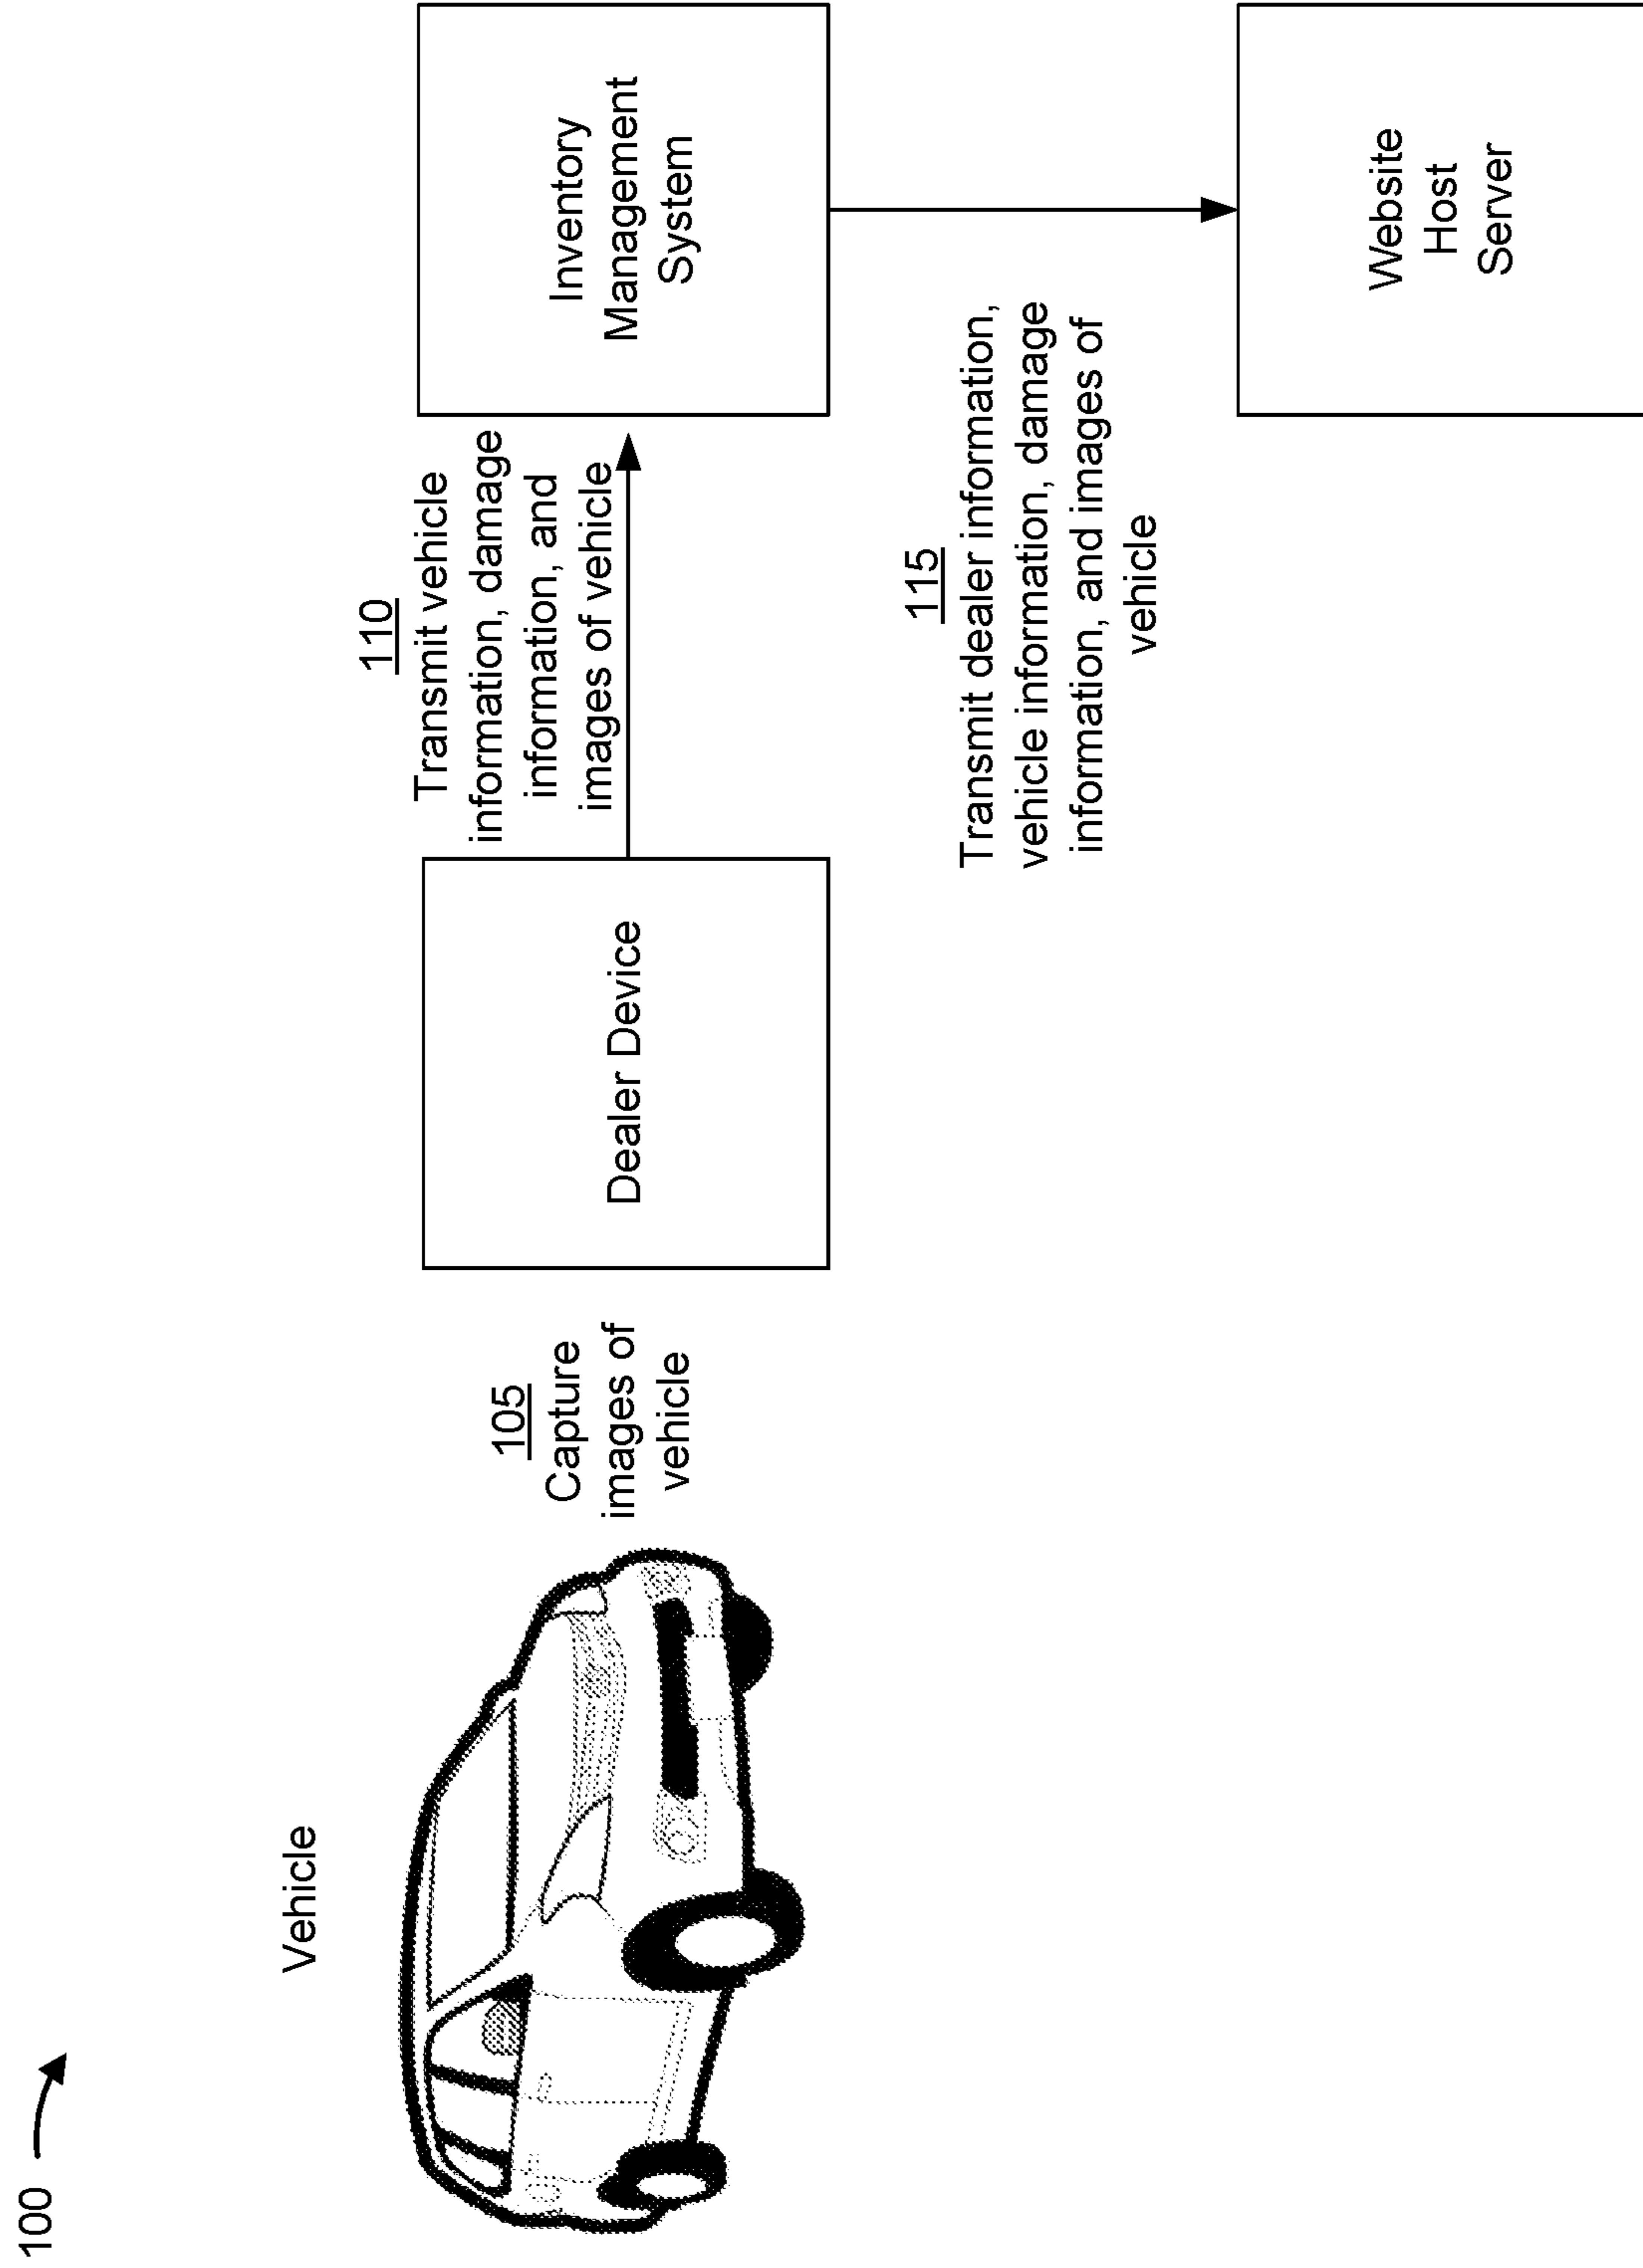 100
Vehicle
105
Capture
images of
vehicle
Dealer Device
110
Transmit vehicle
information, damage
information, and
images of vehicle
Inventory
Management
System
115
Transmit dealer information,
vehicle information, damage
information, and images of
vehicle
Website
Host
Server